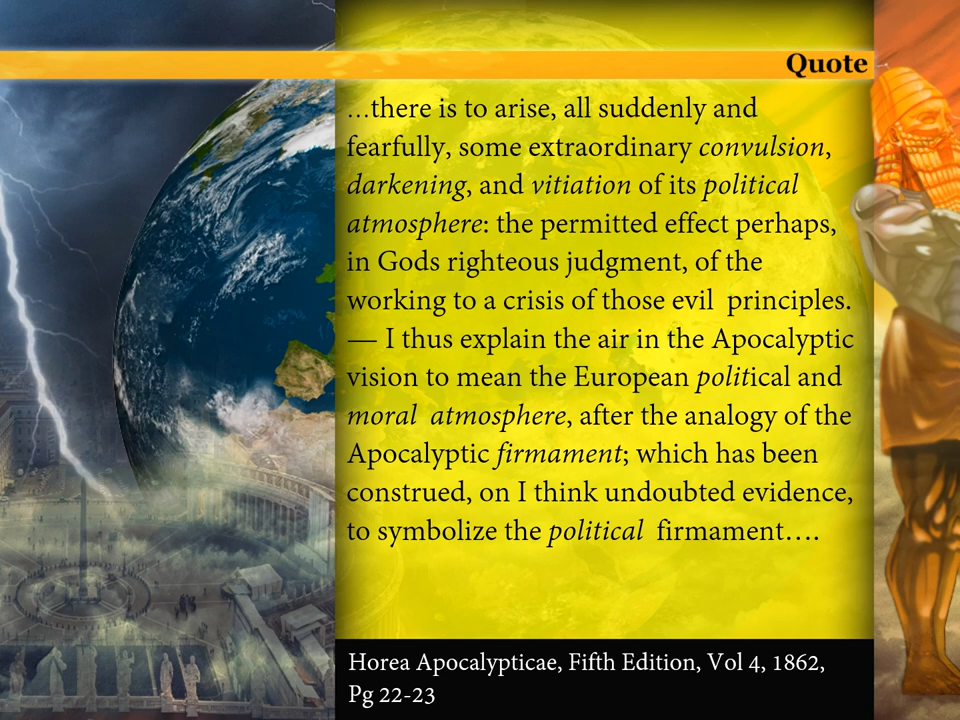 Quote
…there is to arise, all suddenly and
fearfully, some extraordinary convulsion,
darkening, and vitiation of its political
atmosphere: the permitted effect perhaps,
in Gods righteous judgment, of the
working to a crisis of those evil principles.
— I thus explain the air in the Apocalyptic
vision to mean the European political and
moral atmosphere, after the analogy of the
Apocalyptic firmament; which has been
construed, on I think undoubted evidence,
to symbolize the political firmament….
Horea Apocalypticae, Fifth Edition, Vol 4, 1862,
Pg 22-23